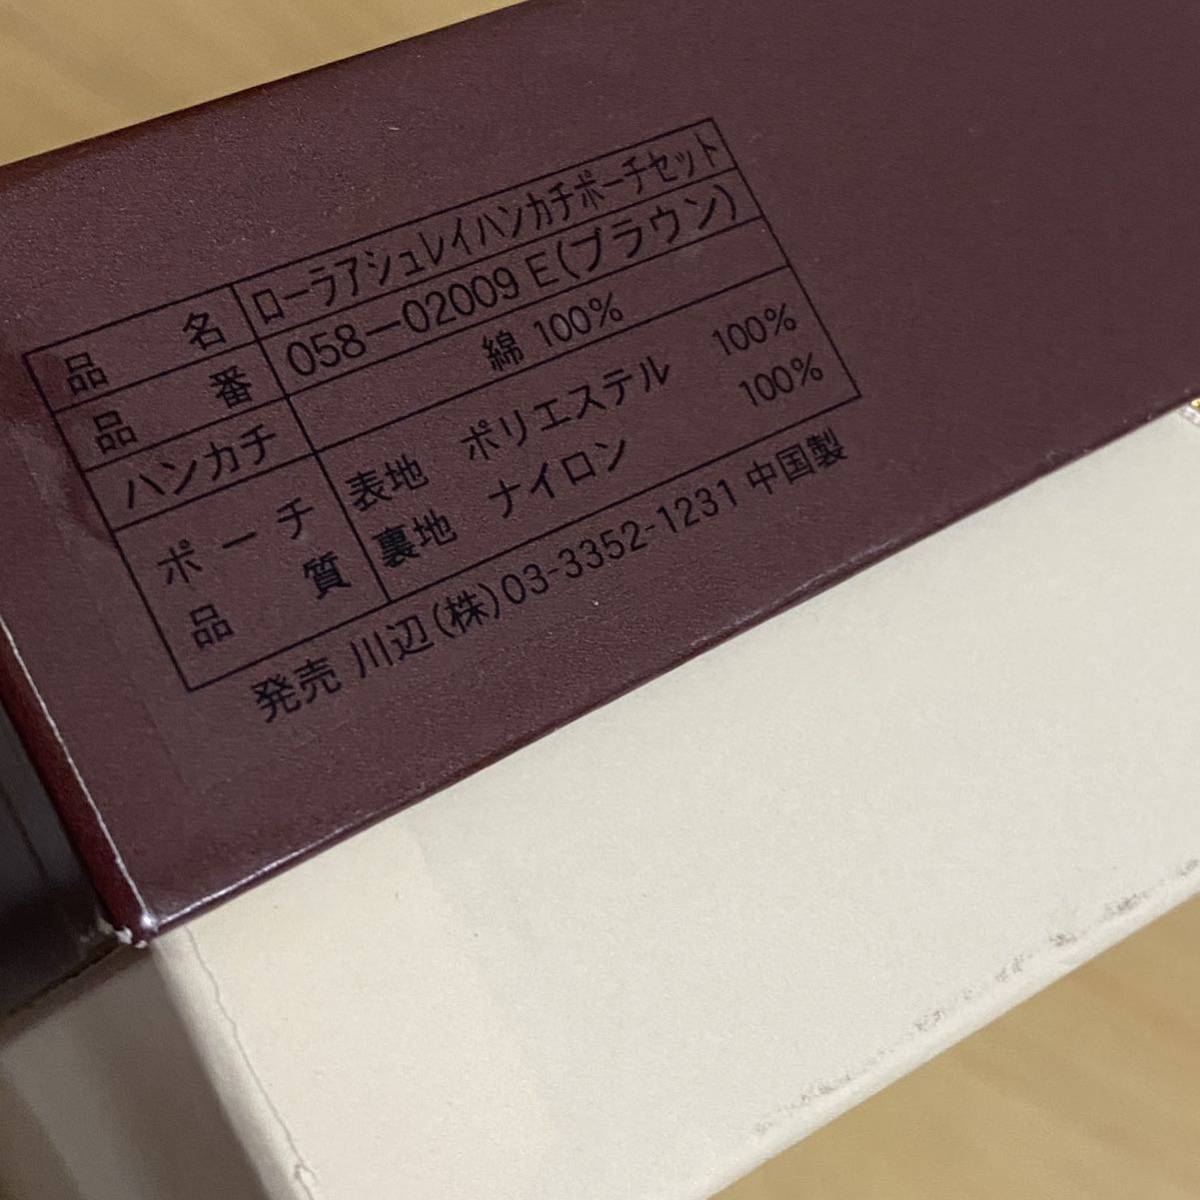 品名 ローラアシュレイハンカチポーチセット
品番 058-02009 E(ブラウン)
ハンカチ 綿 100%
ポーチ 表地 ポリエステル 100%
品質 裏地 ナイロン 100%
発売 川辺(株)03-3352-1231 中国製